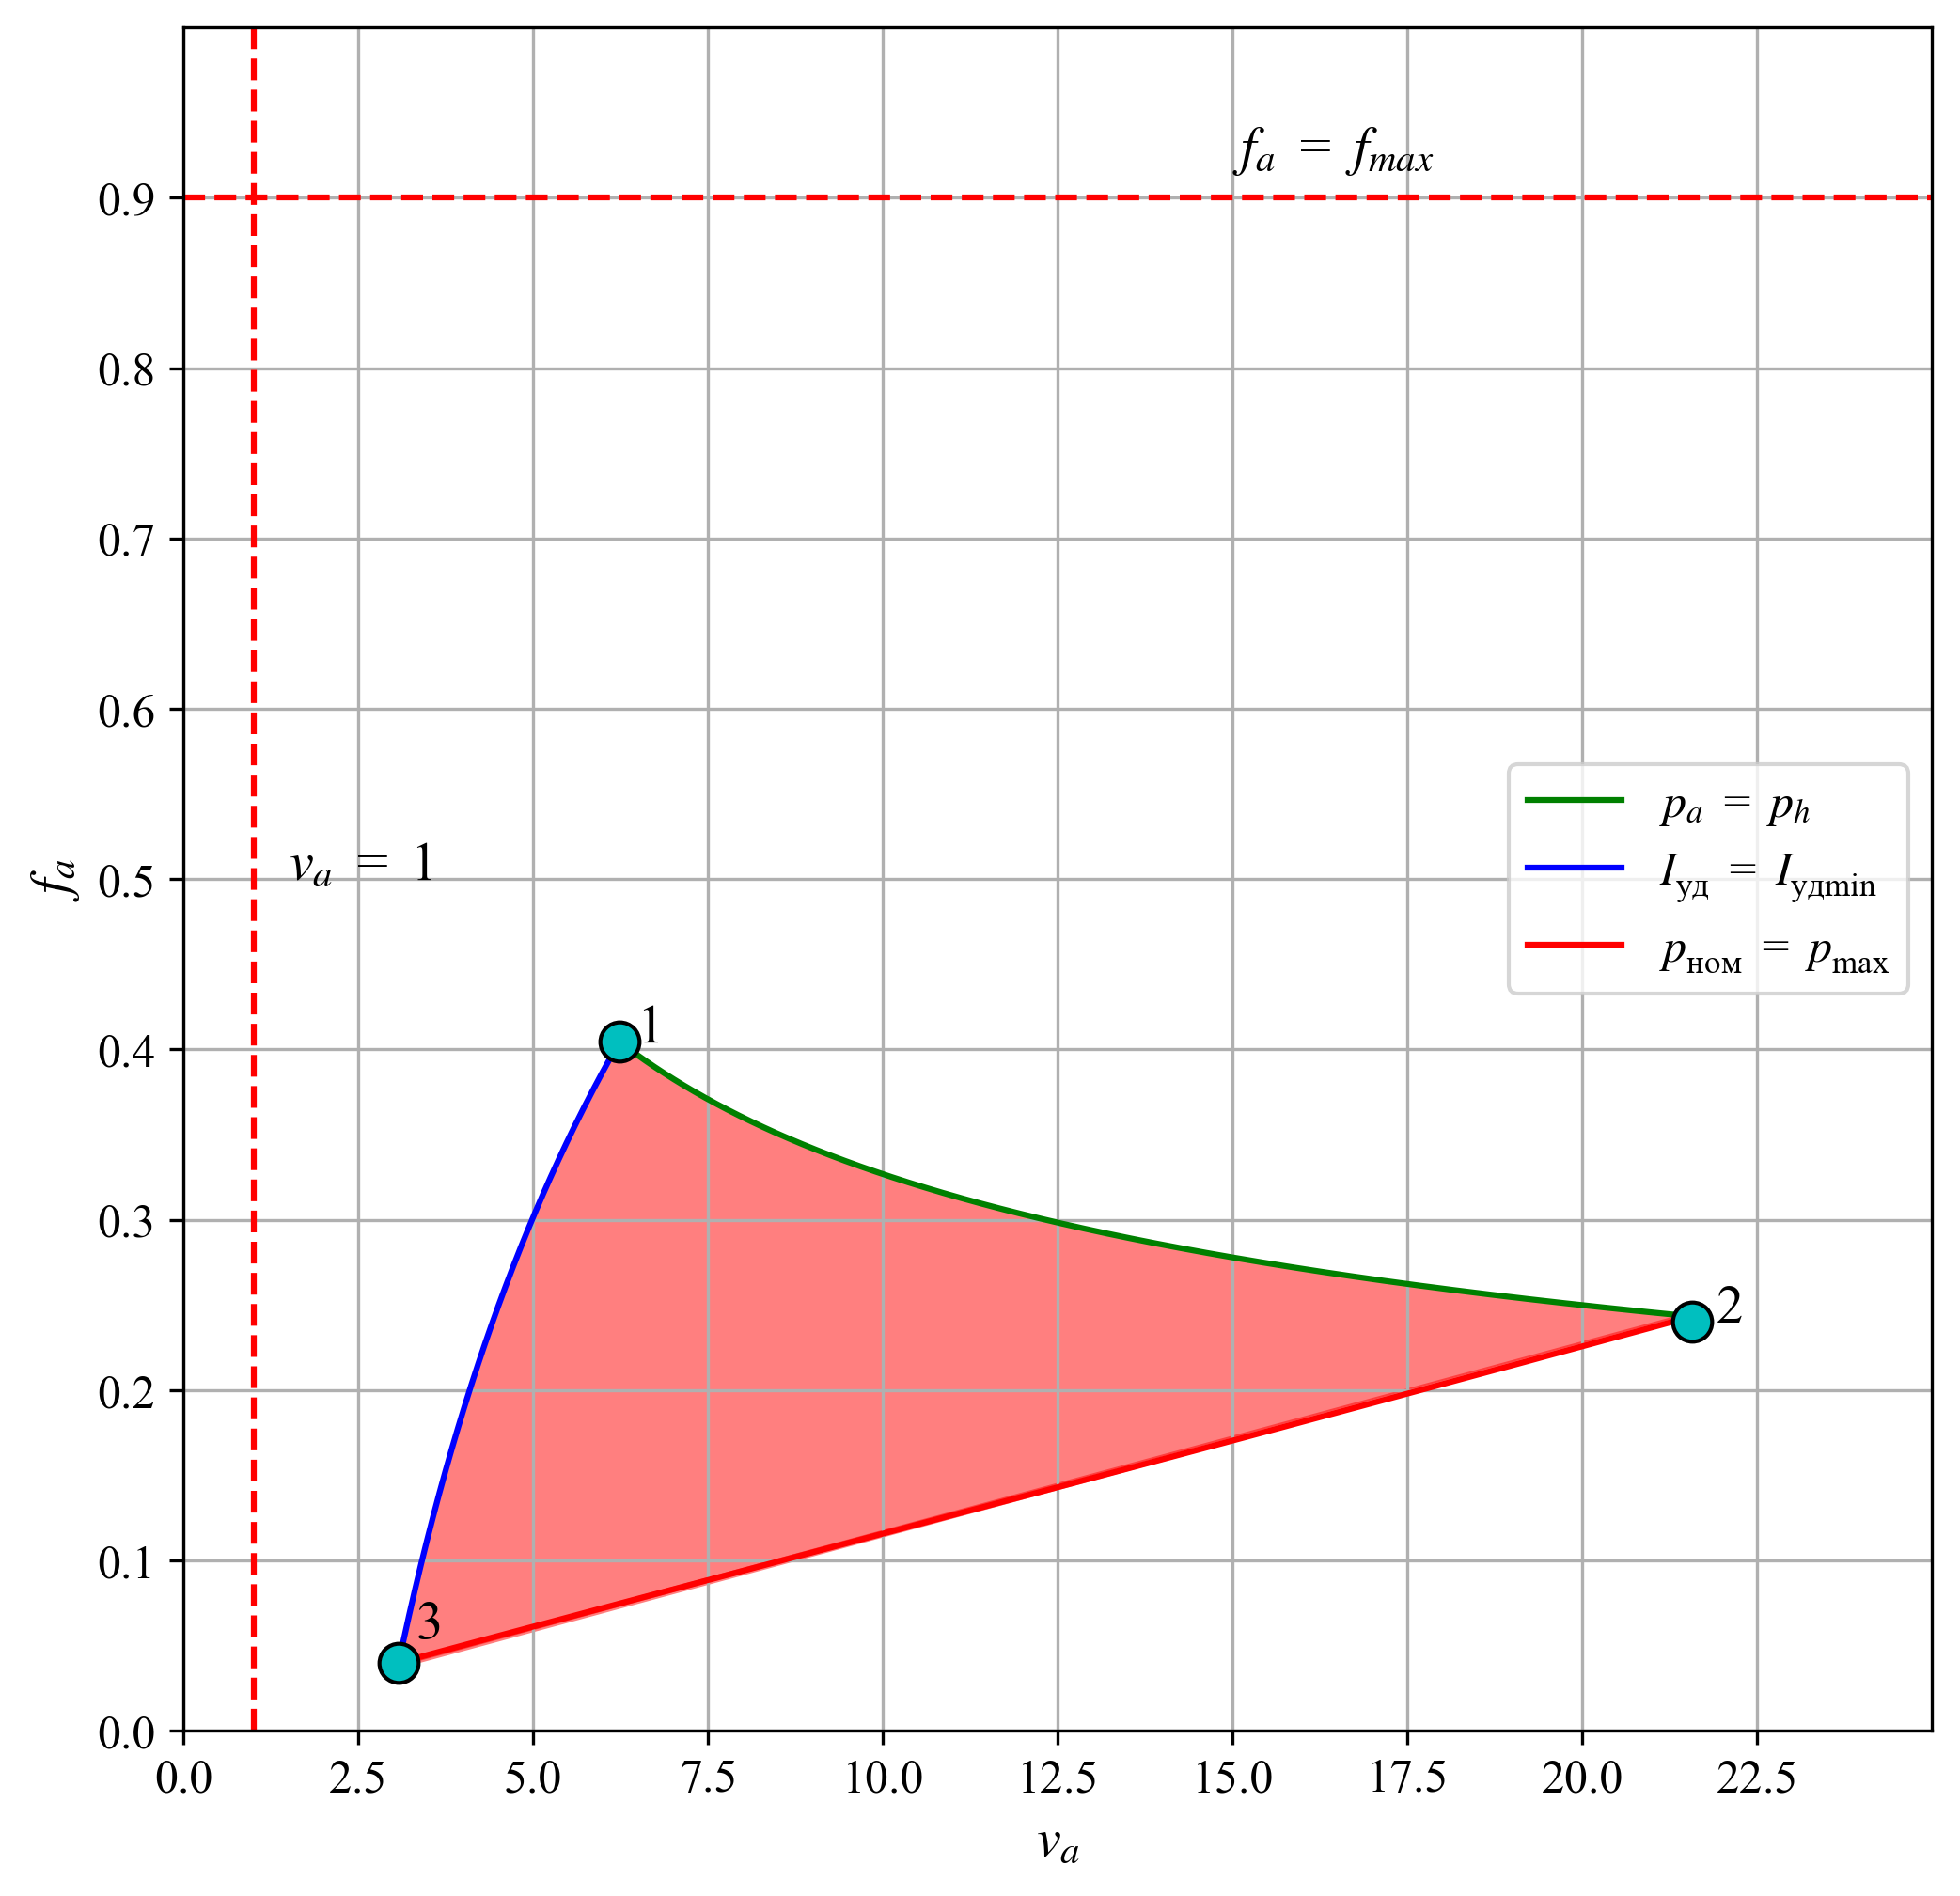 f_a = f_max
0.9
0.8
0.7
0.6
v_a = 1
f_a
0.5
p_a = p_h
I_уд = I_удmin
p_ном = p_max
0.4
1
0.3
2
0.2
0.1
3
0.0
0.0 2.5 5.0 7.5 10.0 12.5 15.0 17.5 20.0 22.5
v_a